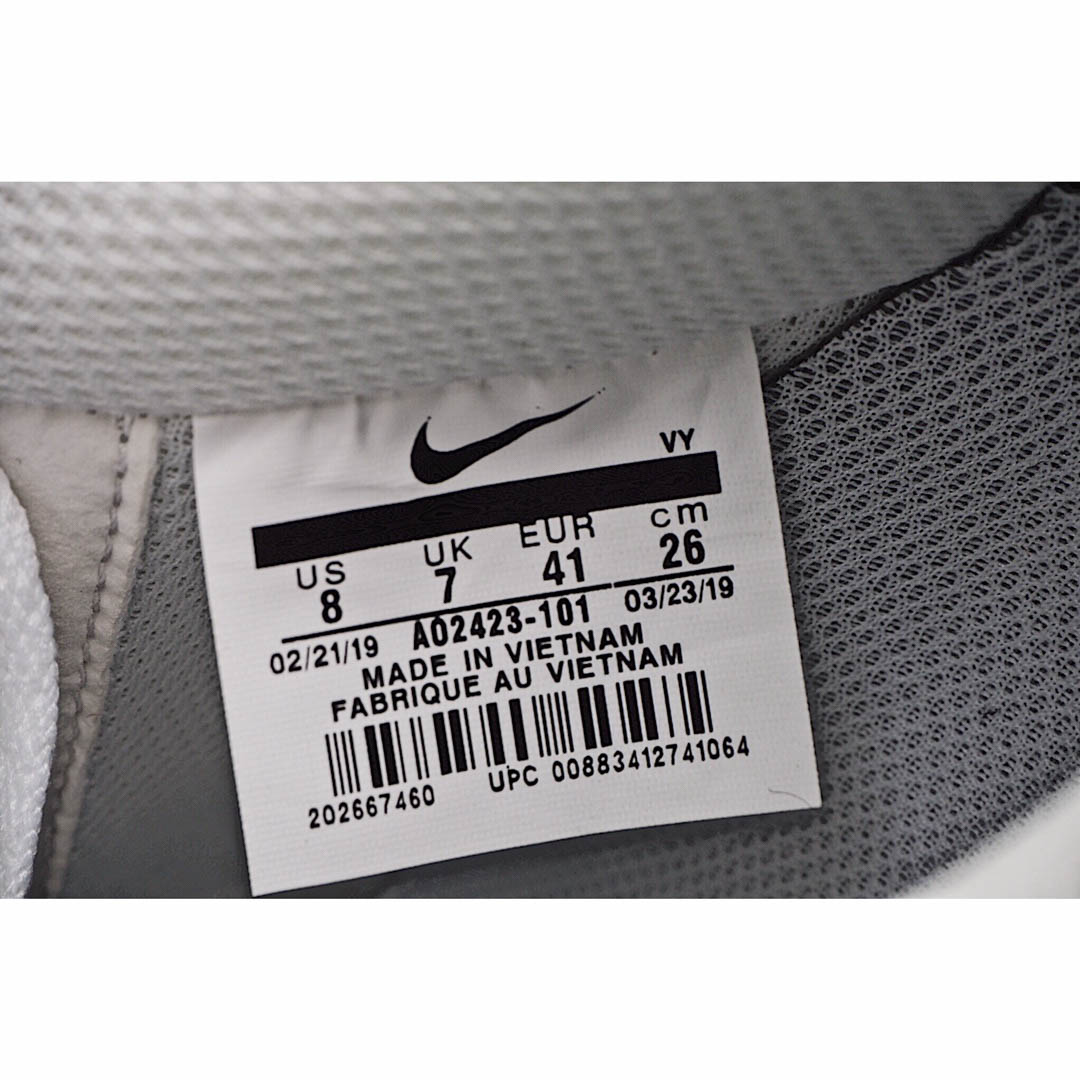 VY
US UK EUR cm
8 7 41 26
02/21/19 AO2423-101 03/23/19
MADE IN VIETNAM
FABRIQUE AU VIETNAM
202667460 UPC 00883412741064